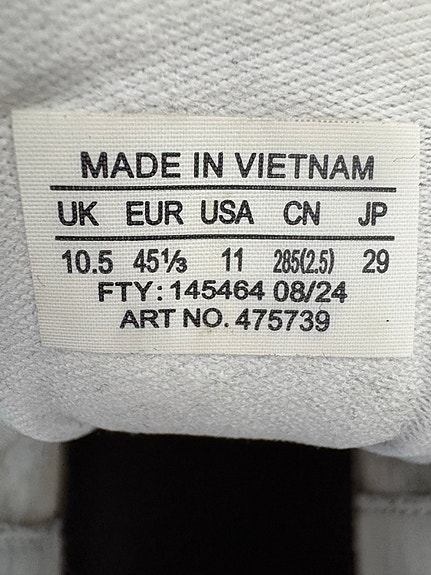 MADE IN VIETNAM
UK EUR USA CN JP
10.5 45⅓ 11 285(2.5) 29
FTY: 145464 08/24
ART NO. 475739